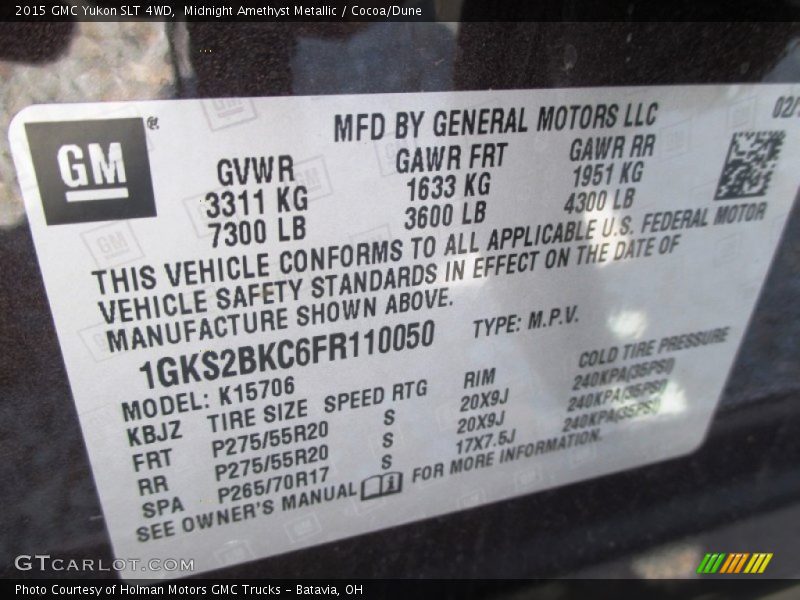 2015 GMC Yukon SLT 4WD, Midnight Amethyst Metallic / Cocoa/Dune
GM ®
MFD BY GENERAL MOTORS LLC
GVWR GAWR FRT GAWR RR
3311 KG 1633 KG 1951 KG
7300 LB 3600 LB 4300 LB
THIS VEHICLE CONFORMS TO ALL APPLICABLE U.S. FEDERAL MOTOR
VEHICLE SAFETY STANDARDS IN EFFECT ON THE DATE OF
MANUFACTURE SHOWN ABOVE.
1GKS2BKC6FR110050 TYPE: M.P.V.
MODEL: K15706
KBJZ TIRE SIZE SPEED RTG RIM COLD TIRE PRESSURE
FRT P275/55R20 S 20X9J 240KPA(35PSI)
RR P275/55R20 S 20X9J 240KPA(35PSI)
SPA P265/70R17 S 17X7.5J 240KPA(35PSI)
SEE OWNER'S MANUAL FOR MORE INFORMATION.
GTCARLOT.COM
Photo Courtesy of Holman Motors GMC Trucks – Batavia, OH